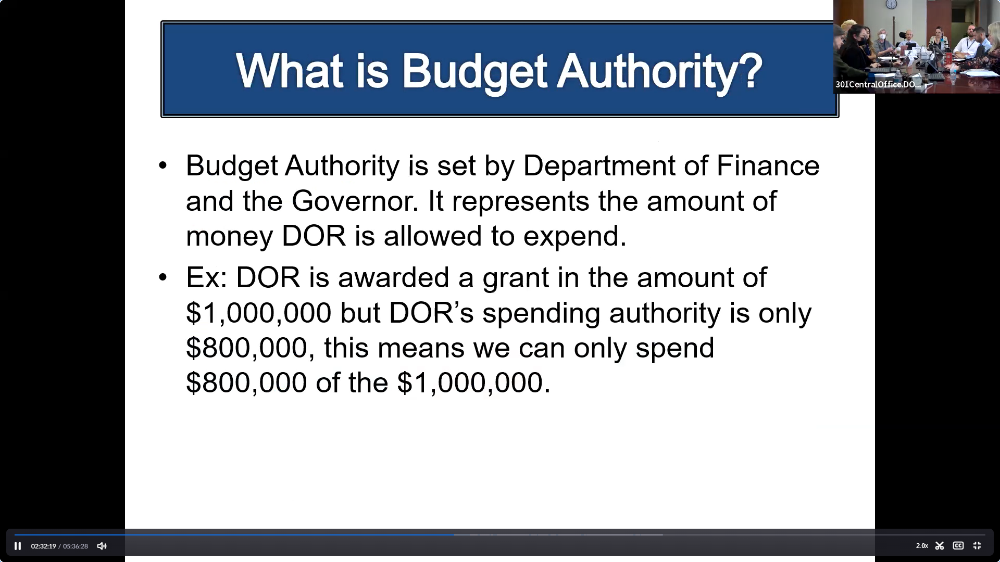 What is Budget Authority?
301CentralOffice.DO...
• Budget Authority is set by Department of Finance
and the Governor. It represents the amount of
money DOR is allowed to expend.
• Ex: DOR is awarded a grant in the amount of
$1,000,000 but DOR’s spending authority is only
$800,000, this means we can only spend
$800,000 of the $1,000,000.
02:32:19 / 05:36:28
2.0x
CC